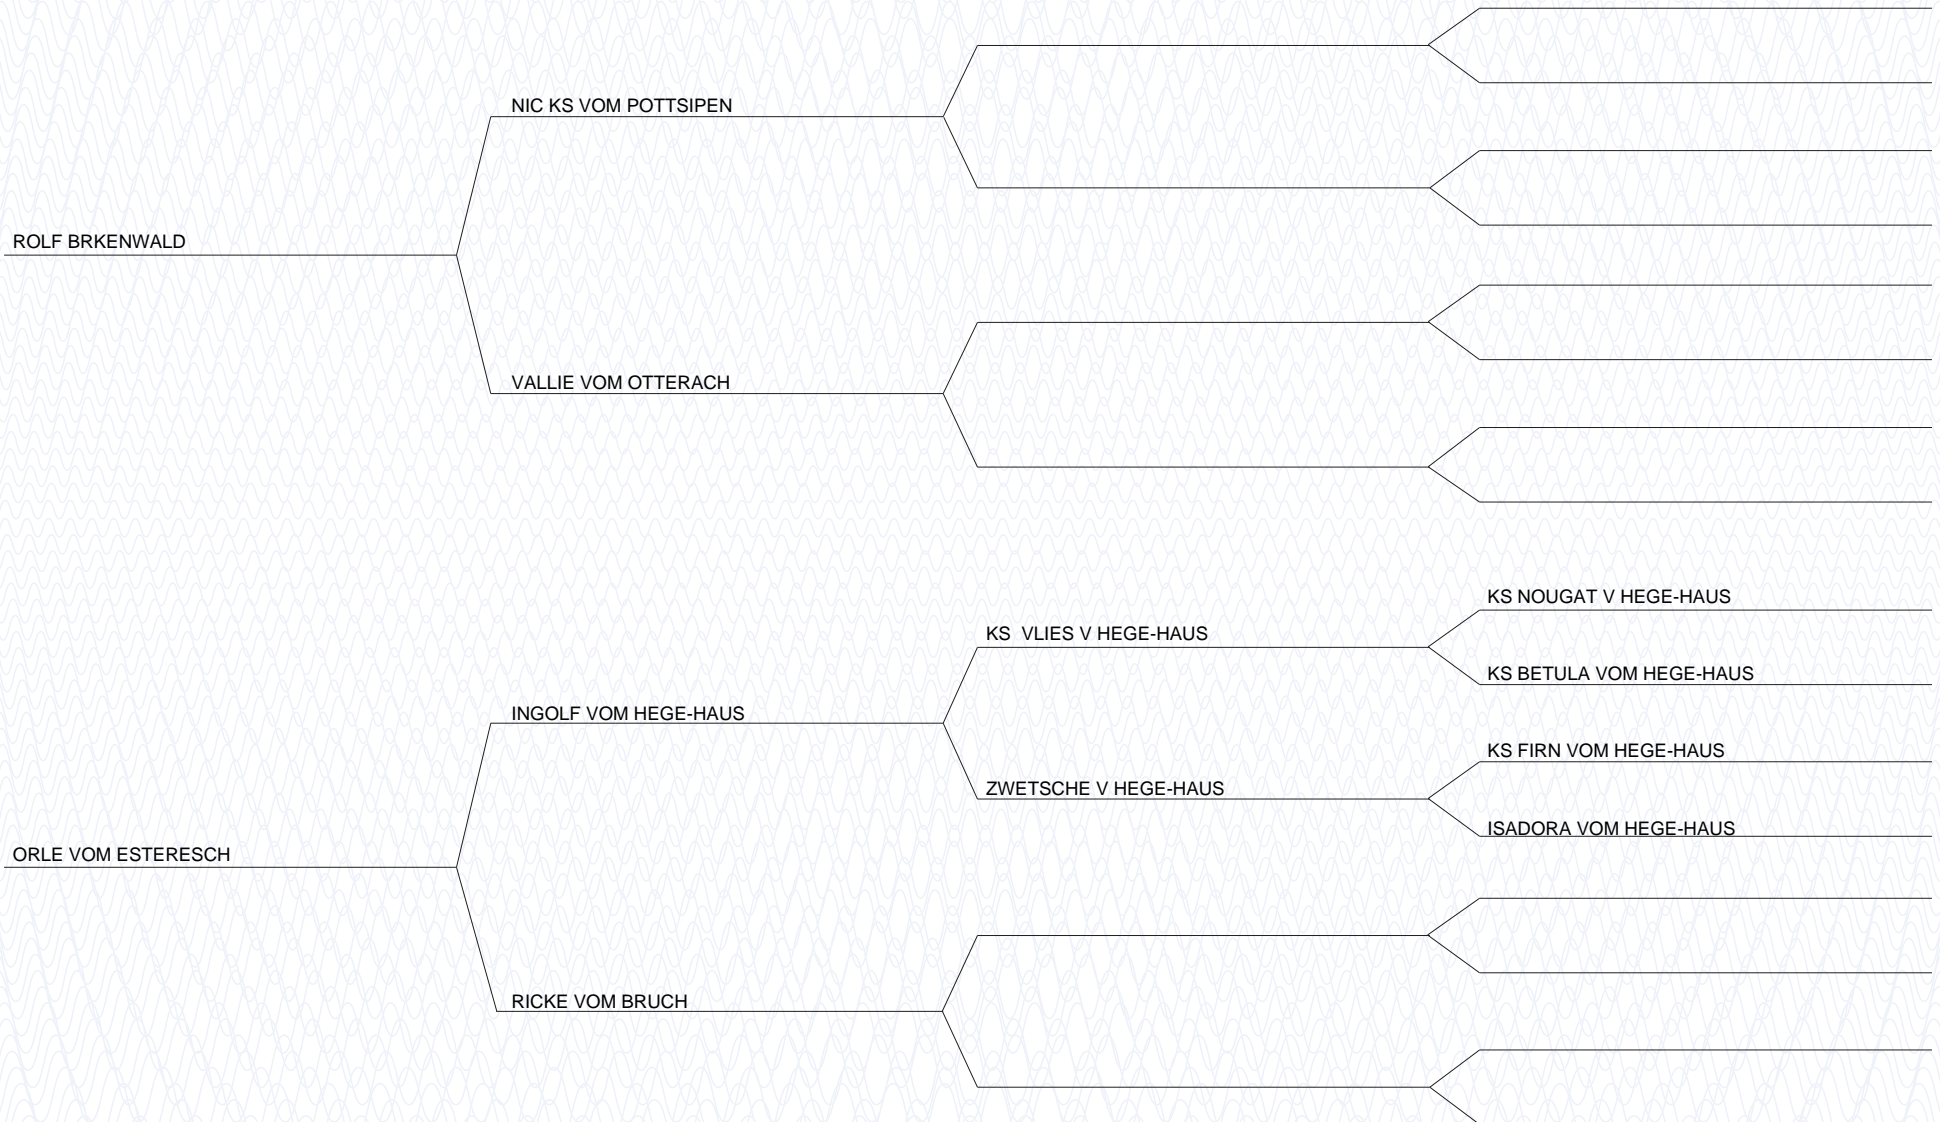 NIC KS VOM POTTSIPEN
ROLF BRKENWALD
VALLIE VOM OTTERACH
KS NOUGAT V HEGE-HAUS
KS  VLIES V HEGE-HAUS
KS BETULA VOM HEGE-HAUS
INGOLF VOM HEGE-HAUS
KS FIRN VOM HEGE-HAUS
ZWETSCHE V HEGE-HAUS
ISADORA VOM HEGE-HAUS
ORLE VOM ESTERESCH
RICKE VOM BRUCH